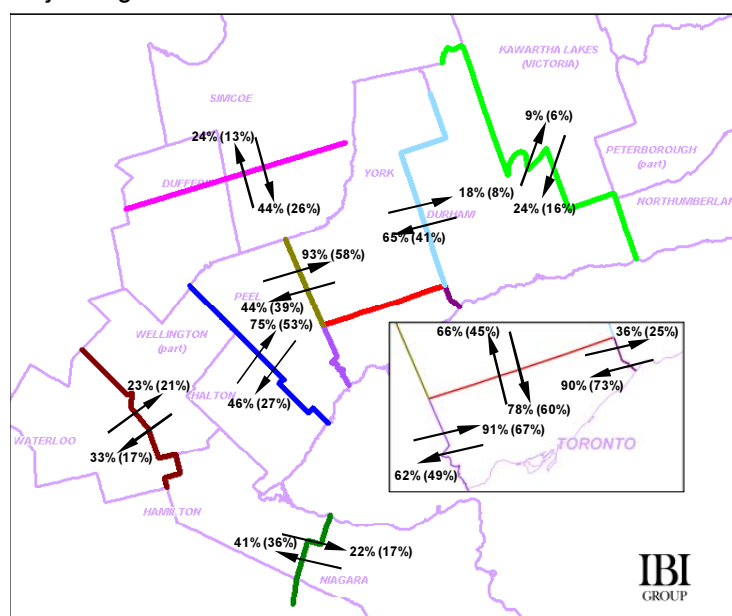 KAWARTHA LAKES
(VICTORIA)
SIMCOE
9% (6%)
24% (13%)
PETERBOROUGH
(part)
YORK
DUFFERI
18% (8%)
NORTHUMBERLAN
44% (26%)
24% (16%)
DURHAM
65% (41%)
93% (58%)
PEEL
44% (39%)
75% (53%)
66% (45%)
36% (25%)
WELLINGTON
(part)
90% (73%)
23% (21%)
HALTON
46% (27%)
78% (60%)
91% (67%)
TORONTO
WATERLOO
33% (17%)
62% (49%)
HAMILTON
41% (36%)
22% (17%)
NIAGARA
IBI
GROUP